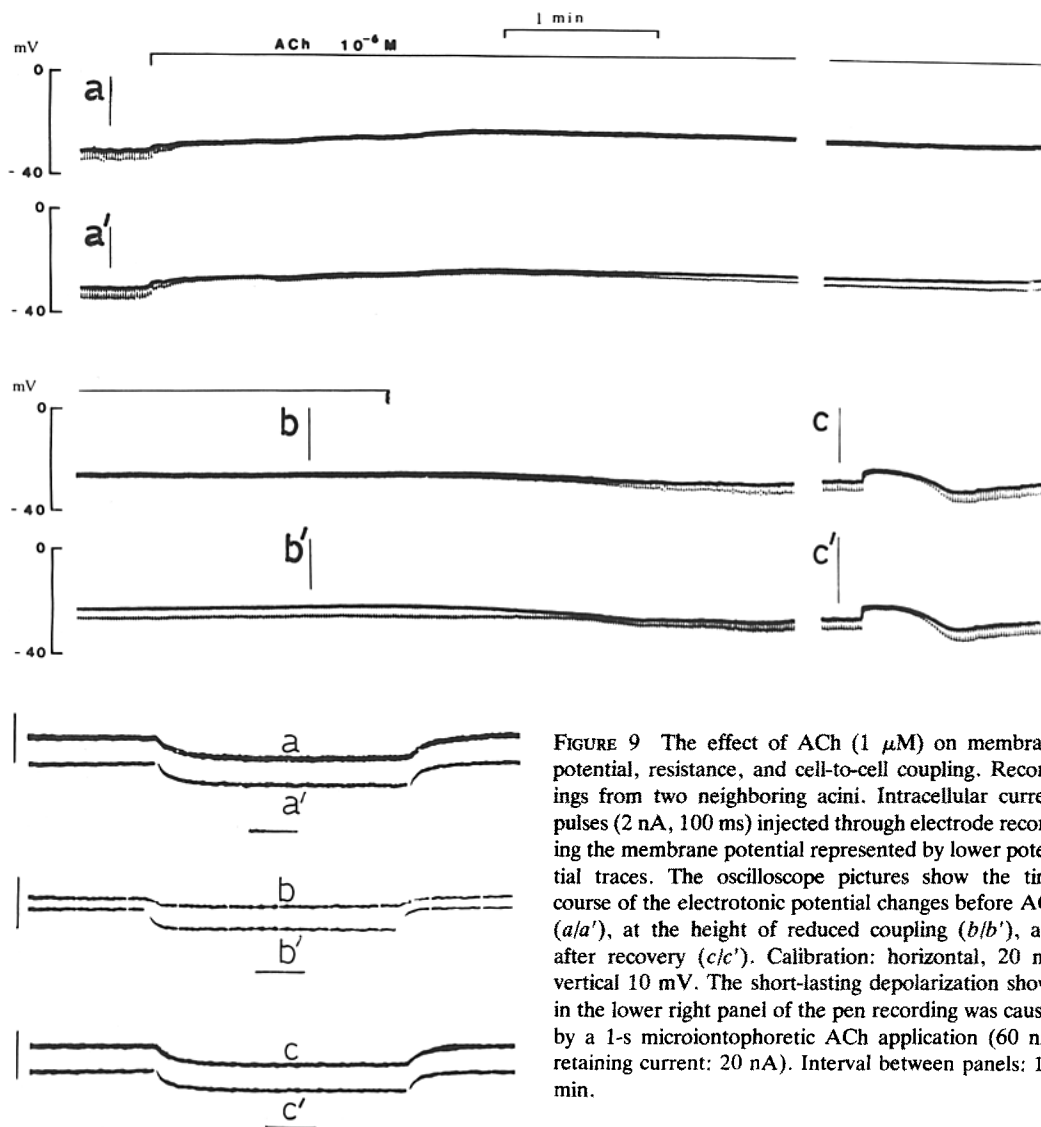 1 min
mV
ACh 10⁻⁶ M
0
a
- 40
0
a'
- 40
mV
0
b
c
- 40
0
b'
c'
- 40
a
a'
b
b'
c
c'
FIGURE 9 The effect of ACh (1 μM) on membra
potential, resistance, and cell-to-cell coupling. Recor
ings from two neighboring acini. Intracellular curre
pulses (2 nA, 100 ms) injected through electrode recor
ing the membrane potential represented by lower pote
tial traces. The oscilloscope pictures show the
course of the electrotonic potential changes before
(a/a'), at the height of reduced coupling (b/b'),
after recovery (c/c'). Calibration: horizontal, 20
vertical 10 mV. The short-lasting depolarization
in the lower right panel of the pen recording was caus
by a 1-s microiontophoretic ACh application (60
retaining current: 20 nA). Interval between panels:
min.